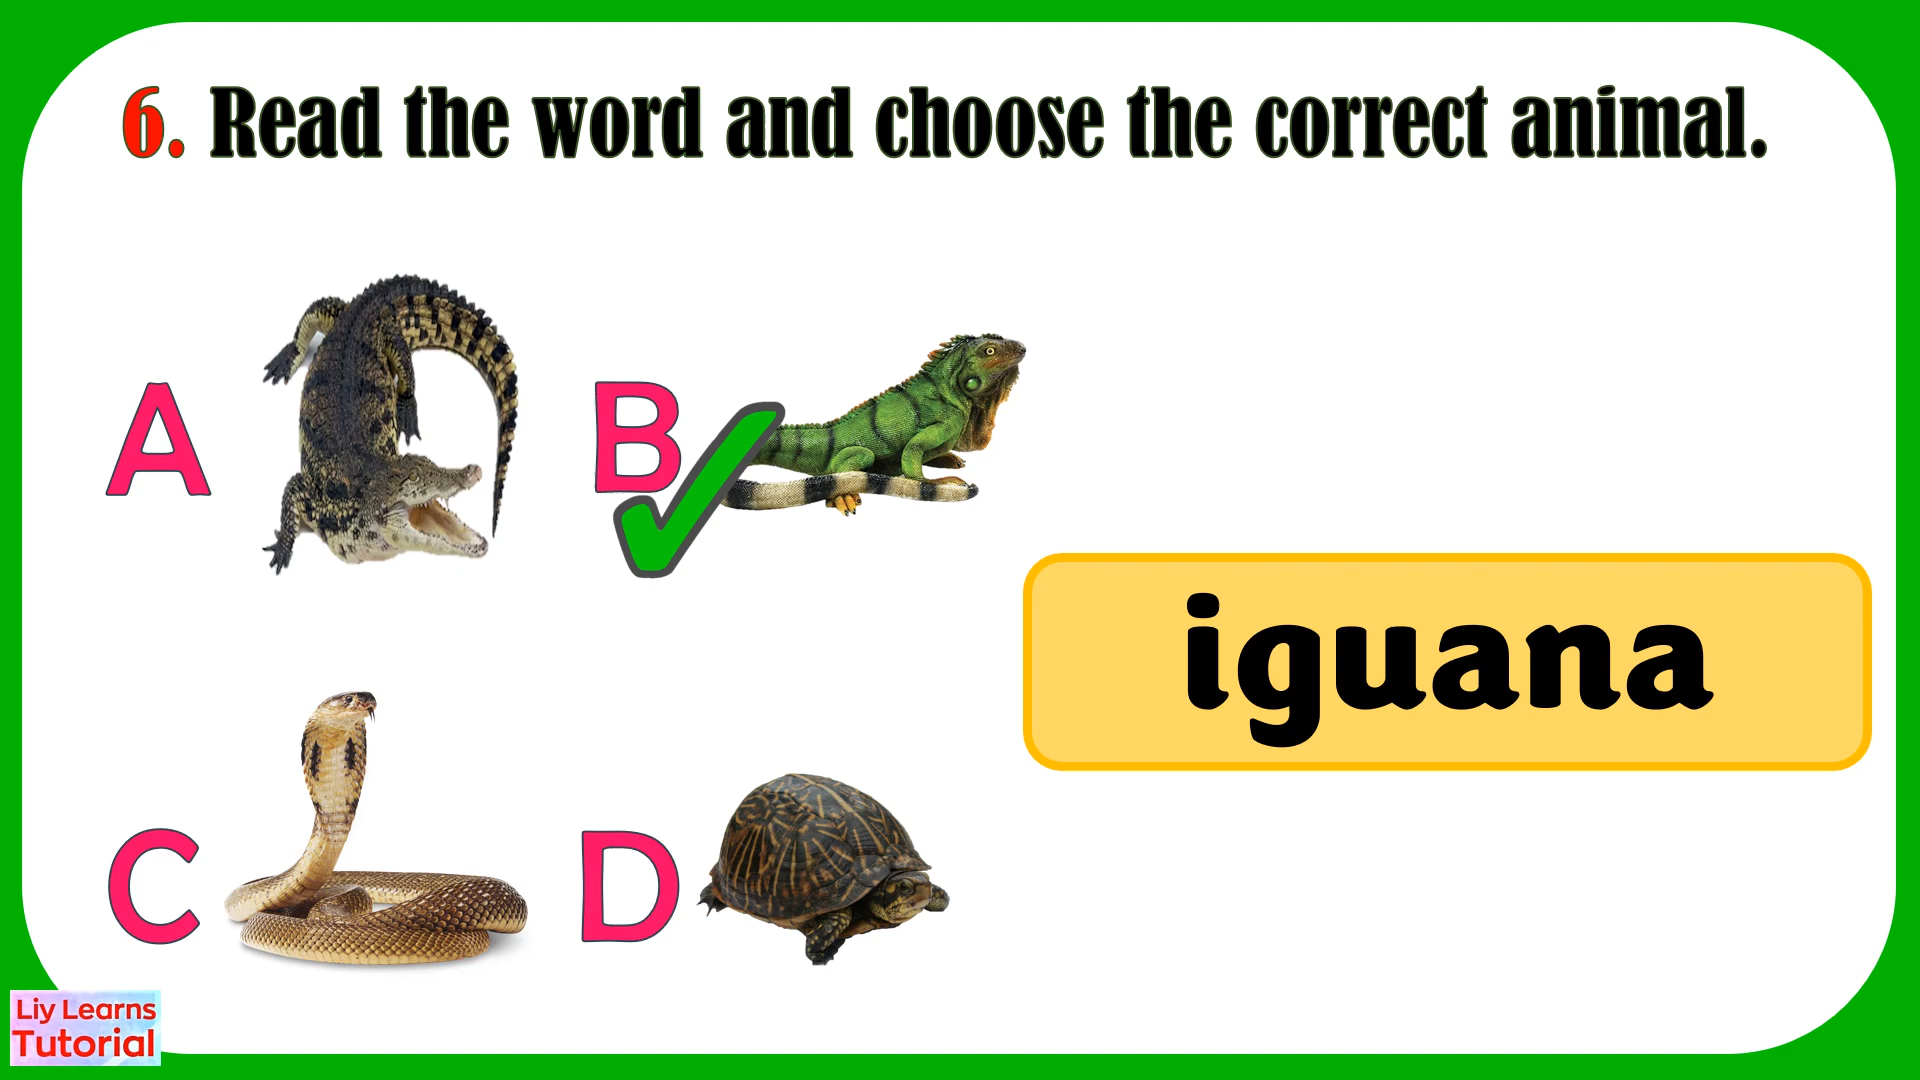 6. Read the word and choose the correct animal.
A
B
iguana
C
D
Liy Learns
Tutorial